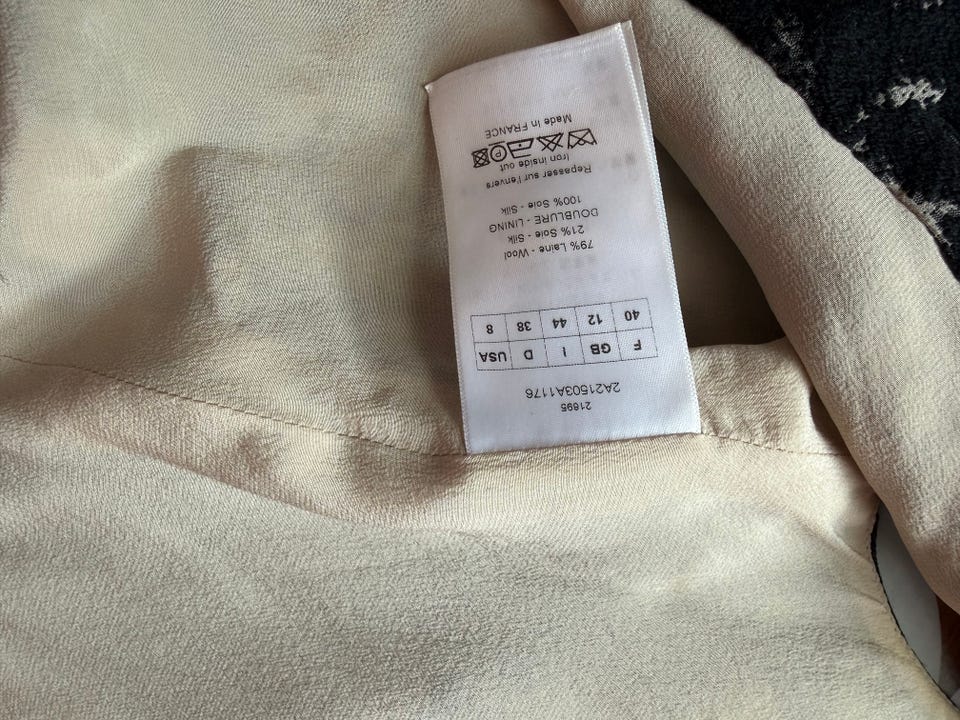 21695
2A21503A1176
F GB I D USA
40 12 44 38 8
79% Laine - Wool
21% Soie - Silk
DOUBLURE - LINING
100% Soie - Silk
Repasser sur l'envers
Iron inside out
P
Made in FRANCE